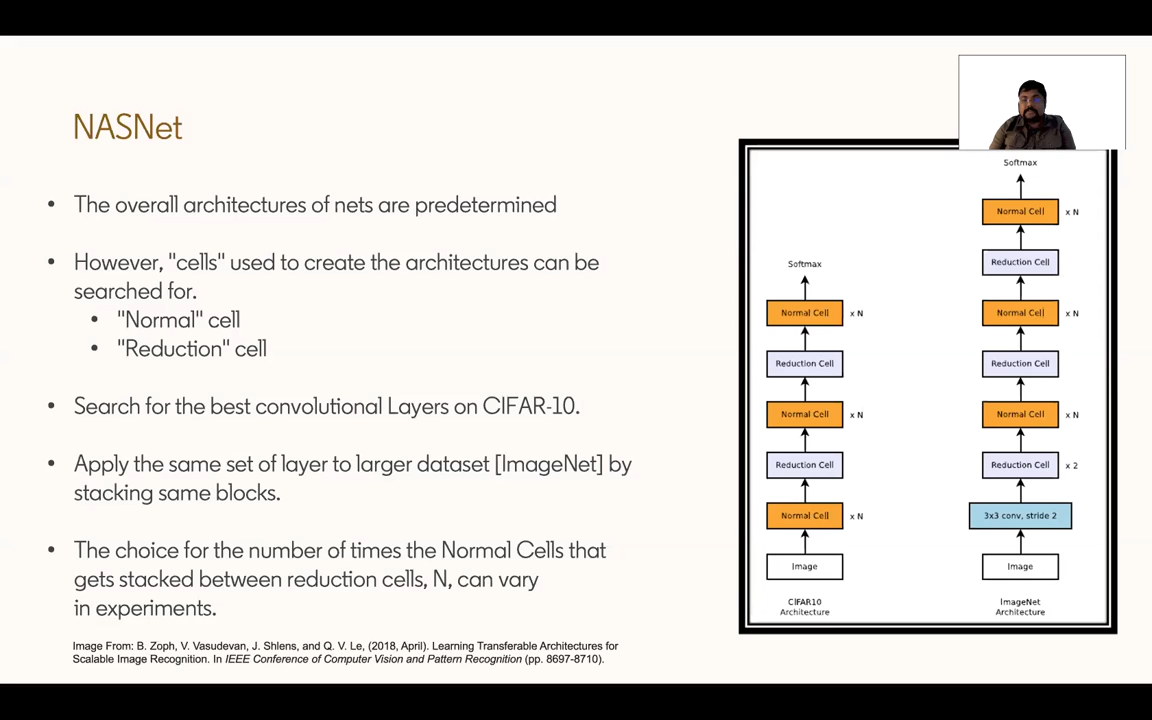 NASNet
• The overall architectures of nets are predetermined
• However, "cells" used to create the architectures can be
searched for.
• "Normal" cell
• "Reduction" cell
• Search for the best convolutional Layers on CIFAR-10.
• Apply the same set of layer to larger dataset [ImageNet] by
stacking same blocks.
• The choice for the number of times the Normal Cells that
gets stacked between reduction cells, N, can vary
in experiments.
Image From: B. Zoph, V. Vasudevan, J. Shlens, and Q. V. Le, (2018, April). Learning Transferable Architectures for
Scalable Image Recognition. In IEEE Conference of Computer Vision and Pattern Recognition (pp. 8697-8710).
Softmax
Normal Cell x N
Reduction Cell
Normal Cell x N
Reduction Cell
Normal Cell x N
Image
CIFAR10
Architecture
Softmax
Normal Cell x N
Reduction Cell
Normal Cell x N
Reduction Cell
Normal Cell x N
Reduction Cell x 2
3x3 conv, stride 2
Image
ImageNet
Architecture